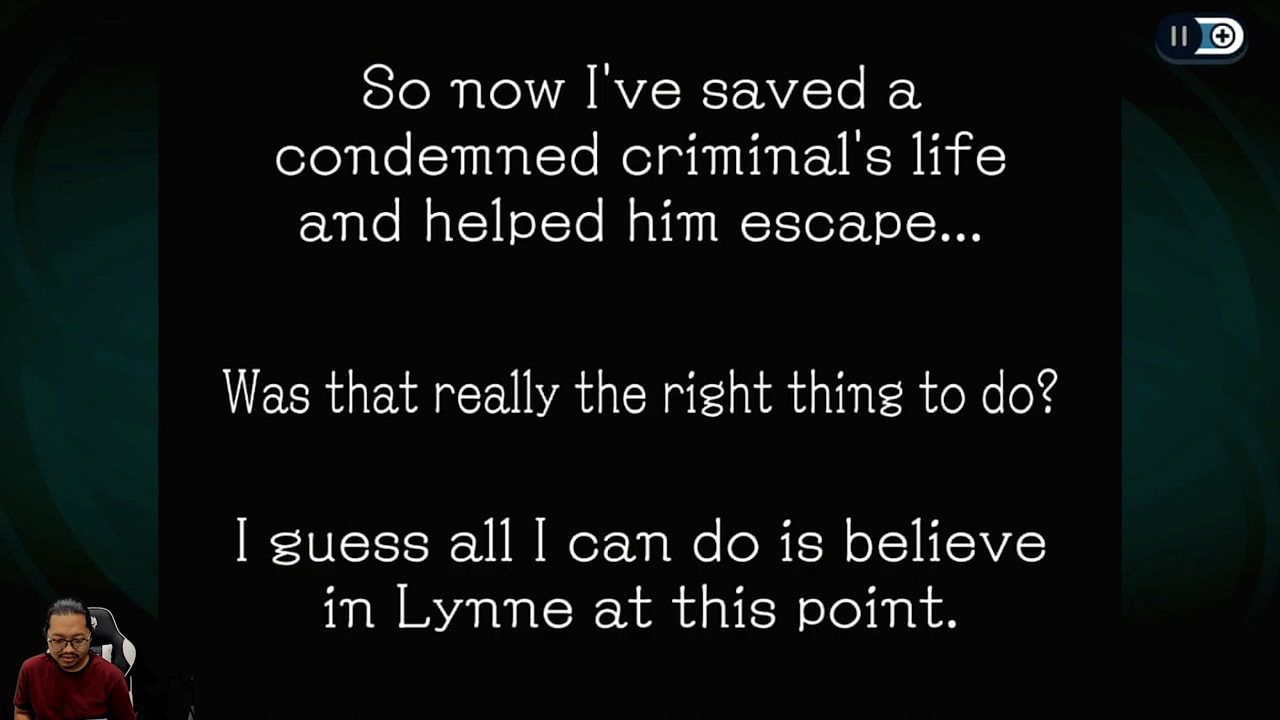 So now I've saved a
condemned criminal's life
and helped him escape...
Was that really the right thing to do?
I guess all I can do is believe
in Lynne at this point.